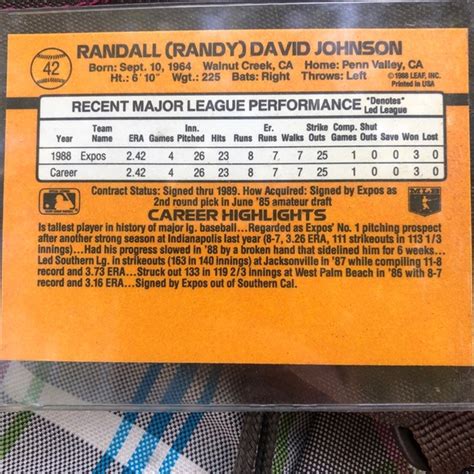 42
RANDALL (RANDY) DAVID JOHNSON
Born: Sept. 10, 1964 Walnut Creek, CA Home: Penn Valley, CA
Ht.: 6' 10" Wgt.: 225 Bats: Right Throws: Left
©1988 LEAF, INC.
Printed in USA
RECENT MAJOR LEAGUE PERFORMANCE *Denotes* Led League
Year Team Name ERA Games Inn. Pitched Hits Runs Er. Runs Walks Strike Outs Comp. Games Shut Outs Save Won Lost
1988 Expos 2.42 4 26 23 8 7 7 25 1 0 0 3 0
Career 2.42 4 26 23 8 7 7 25 1 0 0 3 0
Contract Status: Signed thru 1989. How Acquired: Signed by Expos as
2nd round pick in June '85 amateur draft
MLB
CAREER HIGHLIGHTS
Is tallest player in history of major lg. baseball...Regarded as Expos' No. 1 pitching prospect
after another strong season at Indianapolis last year (8-7, 3.26 ERA, 111 strikeouts in 113 1/3
innings)...Had his progress slowed in '88 by a broken hand that sidelined him for 6 weeks...
Led Southern Lg. in strikeouts (163 in 140 innings) at Jacksonville in '87 while compiling 11-8
record and 3.73 ERA...Struck out 133 in 119 2/3 innings at West Palm Beach in '86 with 8-7
record and 3.16 ERA...Signed by Expos out of Southern Cal.